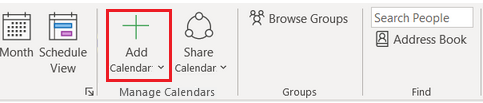 Month
Schedule
View
Add
Calendar
Share
Calendar
Manage Calendars
Browse Groups
Groups
Search People
Address Book
Find